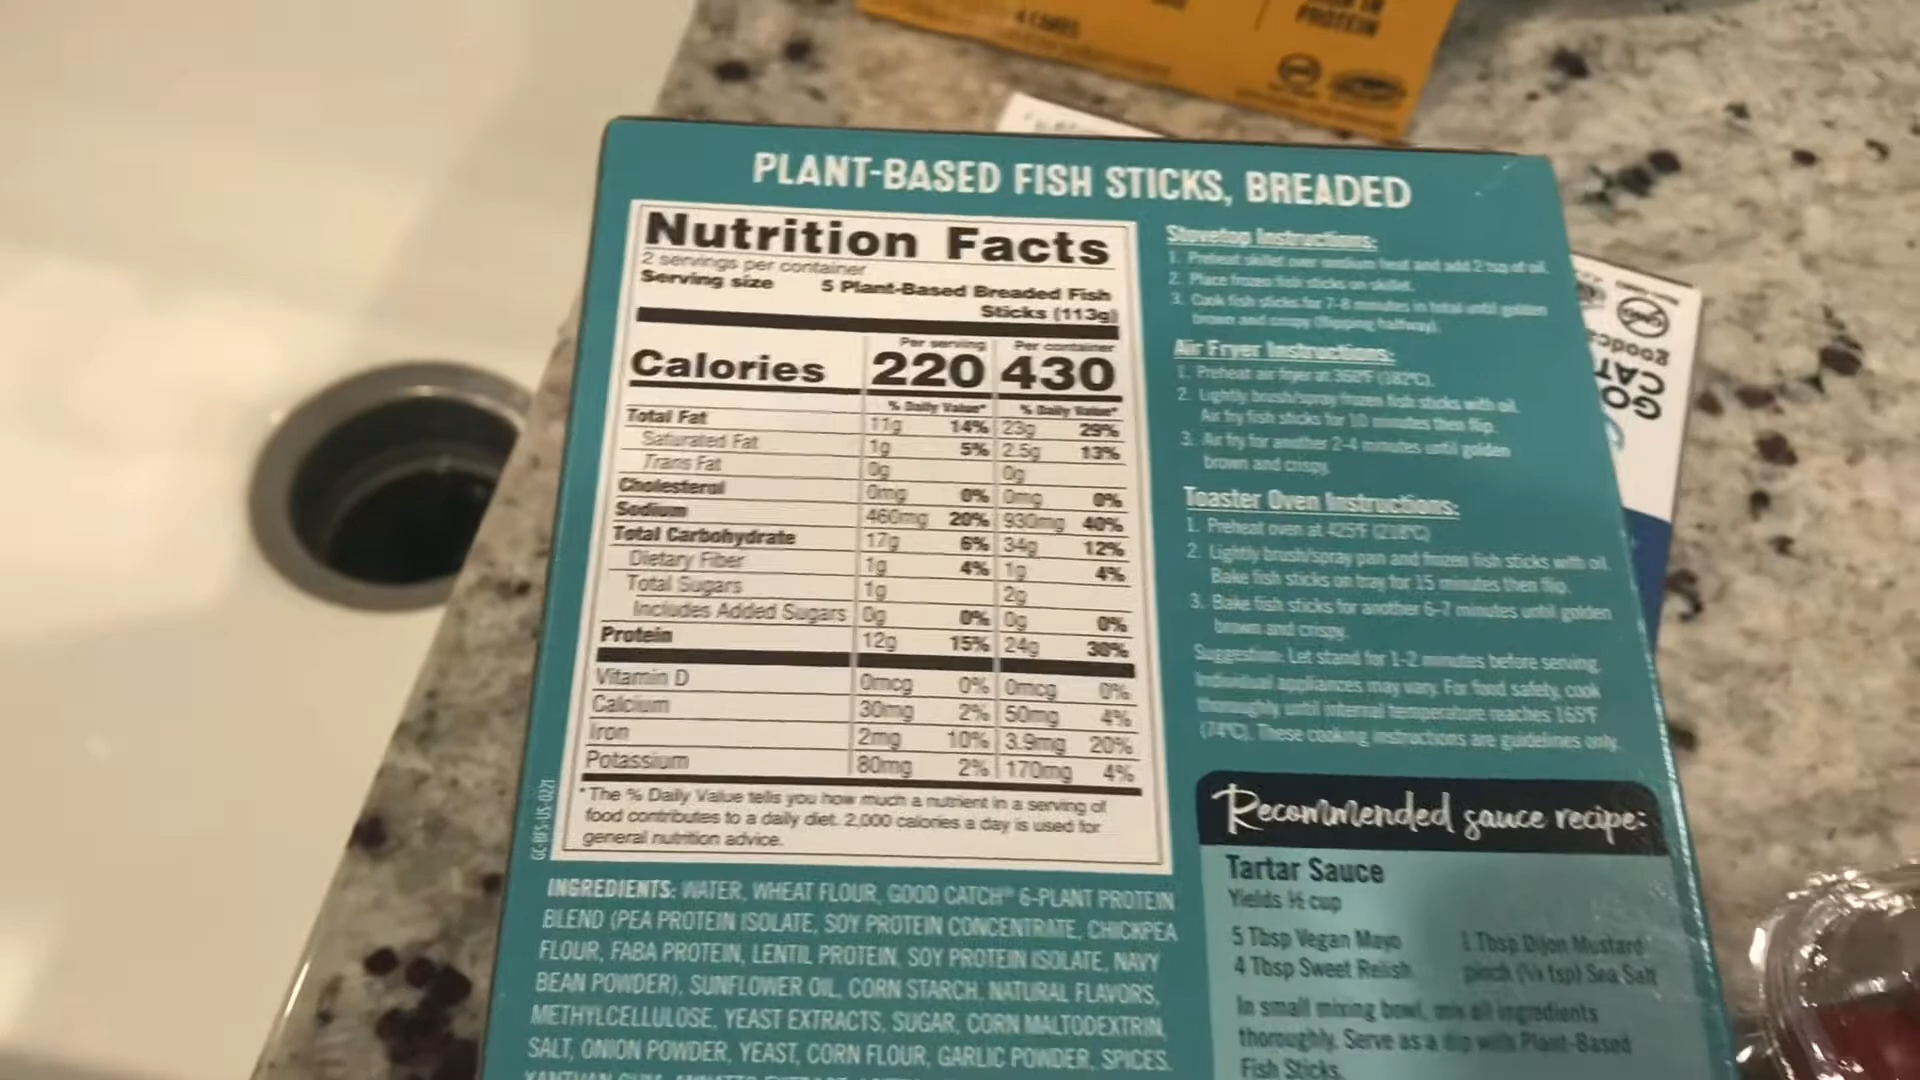 4 CARBS
PROTEIN
PLANT-BASED FISH STICKS, BREADED
Nutrition Facts
2 servings per container
Serving size 5 Plant-Based Breaded Fish
Sticks (113g)
Per serving Per container
Calories 220 430
% Daily Value* % Daily Value*
Total Fat 11g 14% 23g 29%
Saturated Fat 1g 5% 2.5g 13%
Trans Fat 0g 0g
Cholesterol 0mg 0% 0mg 0%
Sodium 460mg 20% 930mg 40%
Total Carbohydrate 17g 6% 34g 12%
Dietary Fiber 1g 4% 1g 4%
Total Sugars 1g 2g
Includes Added Sugars 0g 0% 0g 0%
Protein 12g 15% 24g 30%
Vitamin D 0mcg 0% 0mcg 0%
Calcium 30mg 2% 50mg 4%
Iron 2mg 10% 3.9mg 20%
Potassium 80mg 2% 170mg 4%
*The % Daily Value tells you how much a nutrient in a serving of
food contributes to a daily diet. 2,000 calories a day is used for
general nutrition advice.
GC-BFS-US-0221
INGREDIENTS: WATER, WHEAT FLOUR, GOOD CATCH® 6-PLANT PROTEIN
BLEND (PEA PROTEIN ISOLATE, SOY PROTEIN CONCENTRATE, CHICKPEA
FLOUR, FABA PROTEIN, LENTIL PROTEIN, SOY PROTEIN ISOLATE, NAVY
BEAN POWDER), SUNFLOWER OIL, CORN STARCH, NATURAL FLAVORS,
METHYLCELLULOSE, YEAST EXTRACTS, SUGAR, CORN MALTODEXTRIN,
SALT, ONION POWDER, YEAST, CORN FLOUR, GARLIC POWDER, SPICES,
Stovetop Instructions:
1. Preheat skillet over medium heat and add 2 tsp of oil.
2. Place frozen fish sticks on skillet.
3. Cook fish sticks for 7-8 minutes in total until golden
brown and crispy (flipping halfway).
Air Fryer Instructions:
1. Preheat air fryer at 360°F (182°C).
2. Lightly brush/spray frozen fish sticks with oil.
Air fry fish sticks for 10 minutes then flip.
3. Air fry for another 2-4 minutes until golden
brown and crispy.
Toaster Oven Instructions:
1. Preheat oven at 425°F (218°C)
2. Lightly brush/spray pan and frozen fish sticks with oil.
Bake fish sticks on tray for 15 minutes then flip.
3. Bake fish sticks for another 6-7 minutes until golden
brown and crispy.
Suggestion: Let stand for 1-2 minutes before serving.
Individual appliances may vary. For food safety, cook
thoroughly until internal temperature reaches 165°F
(74°C). These cooking instructions are guidelines only.
Recommended sauce recipe:
Tartar Sauce
Yields ½ cup
5 Tbsp Vegan Mayo 1 Tbsp Dijon Mustard
4 Tbsp Sweet Relish pinch (⅛ tsp) Sea Salt
In small mixing bowl, mix all ingredients
thoroughly. Serve as a dip with Plant-Based
Fish Sticks.